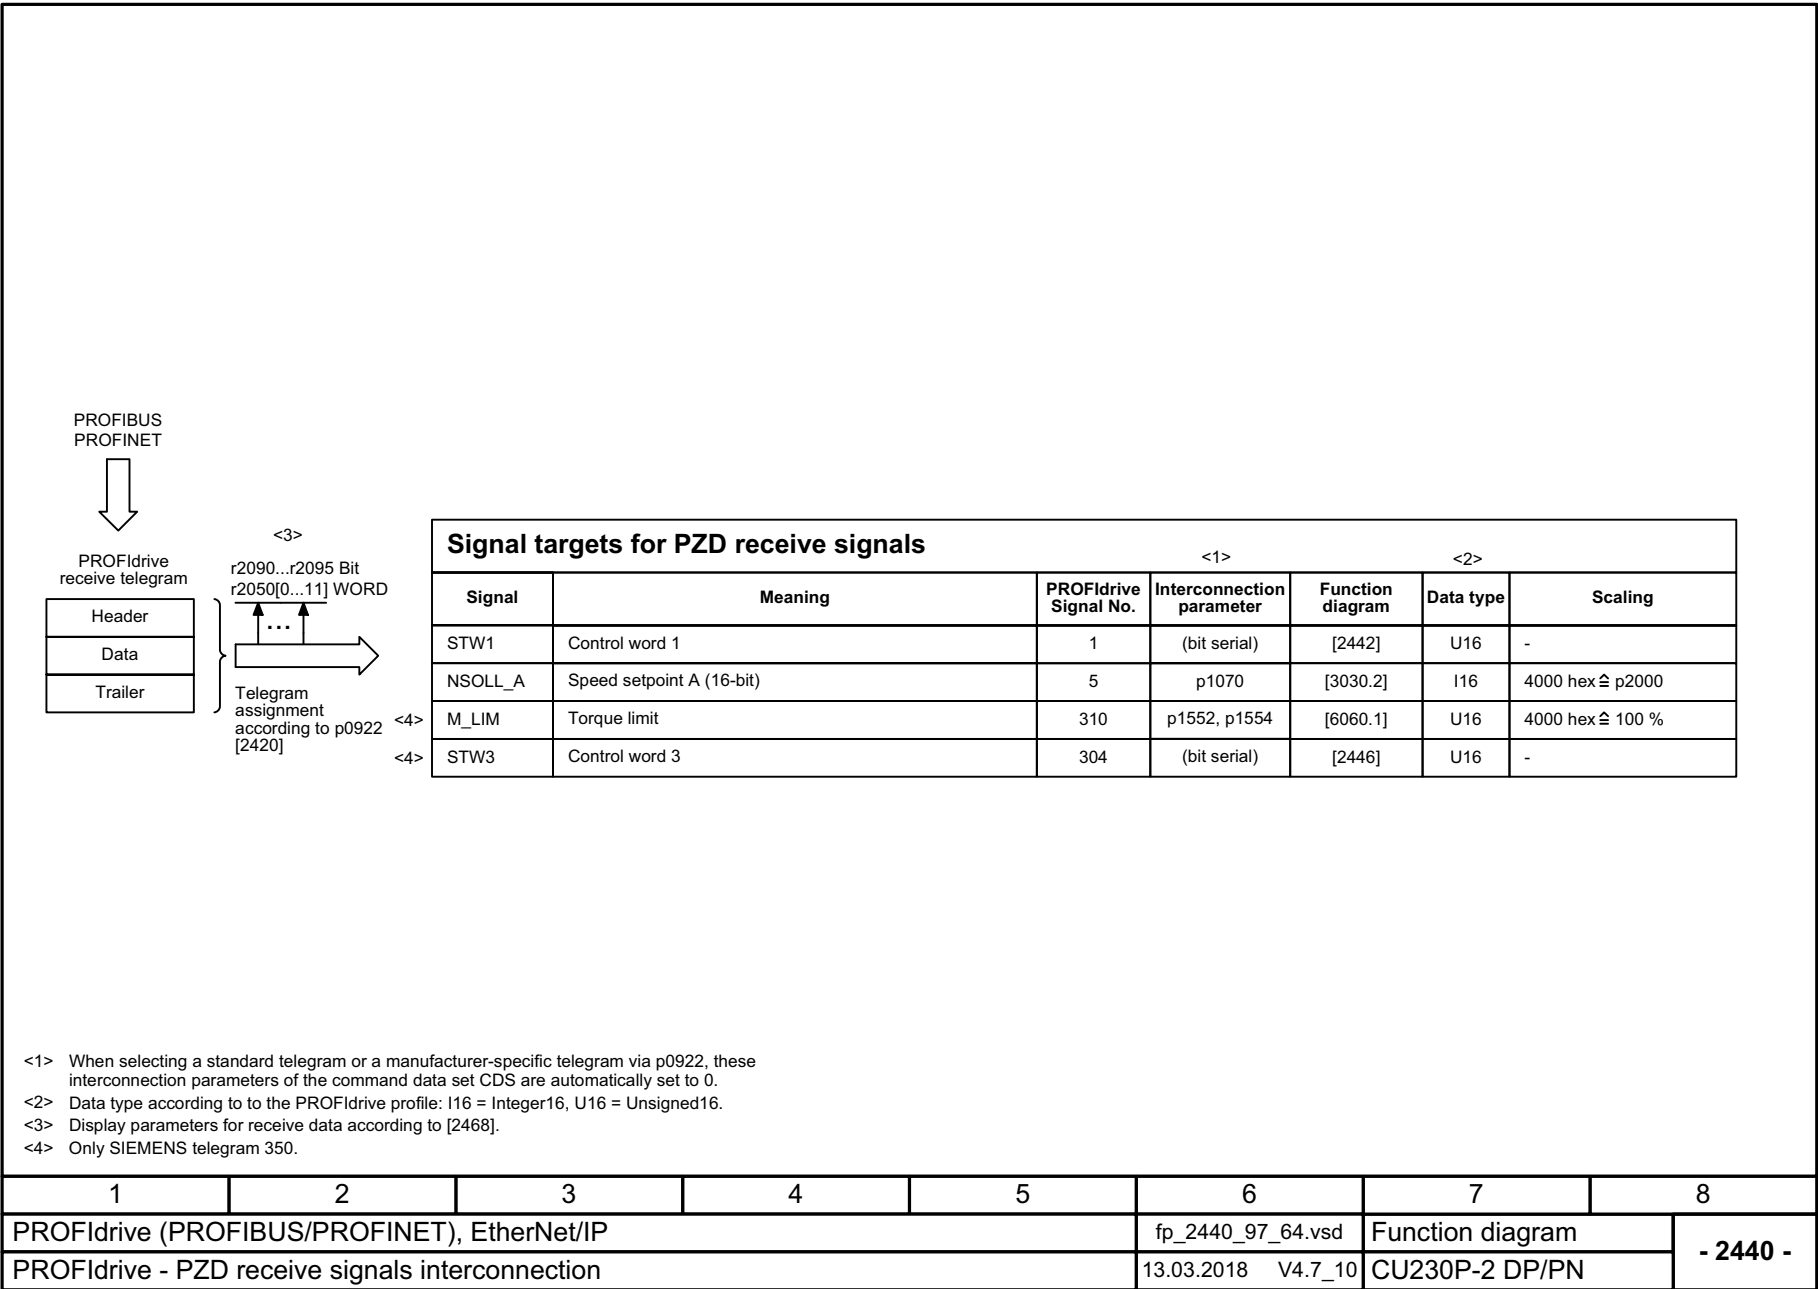 PROFIBUS
PROFINET
PROFIdrive
receive telegram
Header
Data
Trailer
<3>
r2090...r2095 Bit
r2050[0...11] WORD
...
Telegram
assignment
according to p0922
[2420]
Signal targets for PZD receive signals
<1> <2>
Signal Meaning PROFIdrive Signal No. Interconnection parameter Function diagram Data type Scaling
STW1 Control word 1 1 (bit serial) [2442] U16 -
NSOLL_A Speed setpoint A (16-bit) 5 p1070 [3030.2] I16 4000 hex ≙ p2000
<4> M_LIM Torque limit 310 p1552, p1554 [6060.1] U16 4000 hex ≙ 100 %
<4> STW3 Control word 3 304 (bit serial) [2446] U16 -
<1> When selecting a standard telegram or a manufacturer-specific telegram via p0922, these
interconnection parameters of the command data set CDS are automatically set to 0.
<2> Data type according to to the PROFIdrive profile: I16 = Integer16, U16 = Unsigned16.
<3> Display parameters for receive data according to [2468].
<4> Only SIEMENS telegram 350.
1 2 3 4 5 6 7 8
PROFIdrive (PROFIBUS/PROFINET), EtherNet/IP fp_2440_97_64.vsd Function diagram
- 2440 -
PROFIdrive - PZD receive signals interconnection 13.03.2018 V4.7_10 CU230P-2 DP/PN